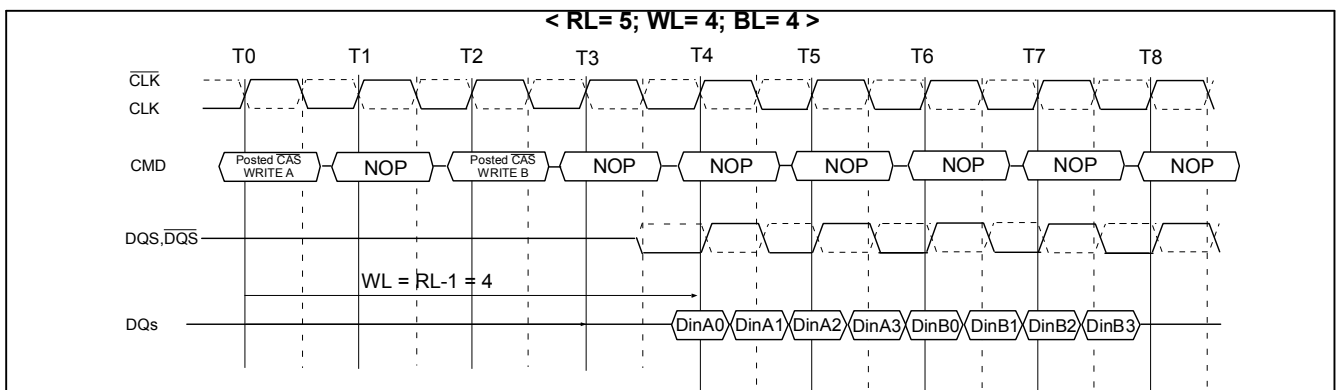 < RL= 5; WL= 4; BL= 4 >
T0 T1 T2 T3 T4 T5 T6 T7 T8
CLK
CLK
CMD
Posted CAS
WRITE A
NOP
Posted CAS
WRITE B
NOP
NOP
NOP
NOP
NOP
NOP
DQS,DQS
WL = RL-1 = 4
DQs
DinA0 DinA1 DinA2 DinA3 DinB0 DinB1 DinB2 DinB3